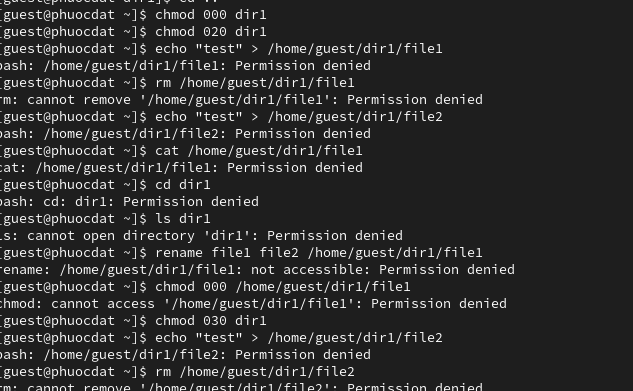 [guest@phuocdat ~]$ cd ..
[guest@phuocdat ~]$ chmod 000 dir1
[guest@phuocdat ~]$ chmod 020 dir1
[guest@phuocdat ~]$ echo "test" > /home/guest/dir1/file1
bash: /home/guest/dir1/file1: Permission denied
[guest@phuocdat ~]$ rm /home/guest/dir1/file1
rm: cannot remove '/home/guest/dir1/file1': Permission denied
[guest@phuocdat ~]$ echo "test" > /home/guest/dir1/file2
bash: /home/guest/dir1/file2: Permission denied
[guest@phuocdat ~]$ cat /home/guest/dir1/file1
cat: /home/guest/dir1/file1: Permission denied
[guest@phuocdat ~]$ cd dir1
bash: cd: dir1: Permission denied
[guest@phuocdat ~]$ ls dir1
ls: cannot open directory 'dir1': Permission denied
[guest@phuocdat ~]$ rename file1 file2 /home/guest/dir1/file1
rename: /home/guest/dir1/file1: not accessible: Permission denied
[guest@phuocdat ~]$ chmod 000 /home/guest/dir1/file1
chmod: cannot access '/home/guest/dir1/file1': Permission denied
[guest@phuocdat ~]$ chmod 030 dir1
[guest@phuocdat ~]$ echo "test" > /home/guest/dir1/file2
bash: /home/guest/dir1/file2: Permission denied
[guest@phuocdat ~]$ rm /home/guest/dir1/file2
rm: cannot remove '/home/guest/dir1/file2': Permission denied